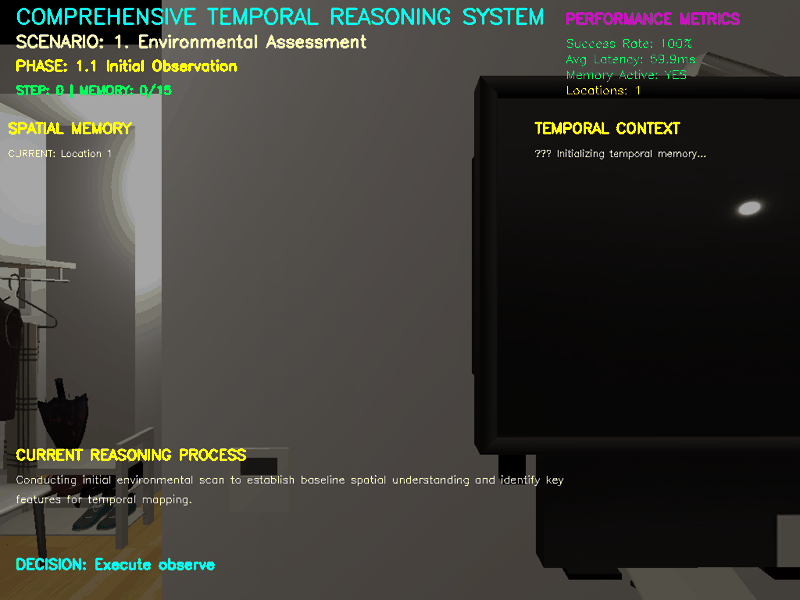 COMPREHENSIVE TEMPORAL REASONING SYSTEM
SCENARIO: 1. Environmental Assessment
PHASE: 1.1 Initial Observation
STEP: 0 | MEMORY: 0/15
PERFORMANCE METRICS
Success Rate: 100%
Avg Latency: 59.9ms
Memory Active: YES
Locations: 1
SPATIAL MEMORY
CURRENT: Location 1
TEMPORAL CONTEXT
??? Initializing temporal memory...
CURRENT REASONING PROCESS
Conducting initial environmental scan to establish baseline spatial understanding and identify key
features for temporal mapping.
DECISION: Execute observe